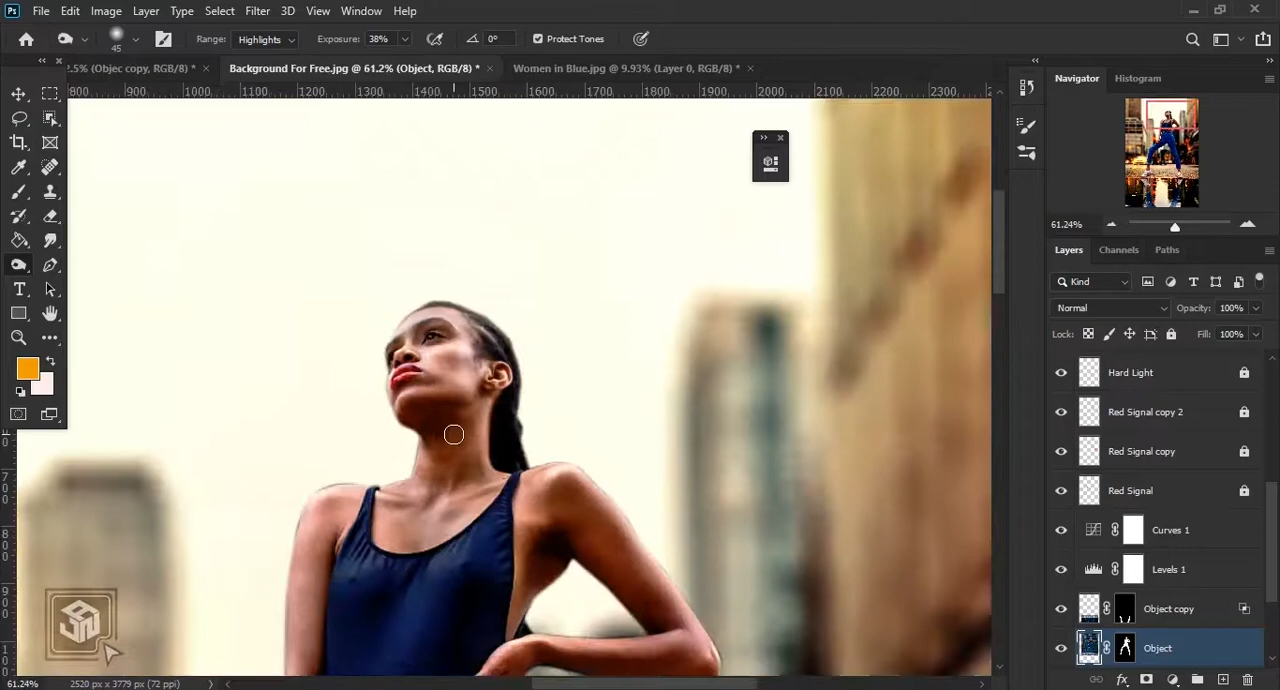 Ps File Edit Image Layer Type Select Filter 3D View Window Help
45 Range: Highlights Exposure: 38% 0° Protect Tones
2.5% (Objec copy, RGB/8) * × Background For Free.jpg @ 61.2% (Object, RGB/8) * × Women in Blue.jpg @ 9.93% (Layer 0, RGB/8) * ×
800 900 1000 1100 1200 1300 1400 1500 1600 1700 1800 1900 2000 2100 2200 2300
Navigator Histogram
61.24%
Layers Channels Paths
Kind
Normal Opacity: 100%
Lock: Fill: 100%
Hard Light
Red Signal copy 2
Red Signal copy
Red Signal
Curves 1
Levels 1
Object copy
Object
61.24% 2520 px x 3779 px (72 ppi)